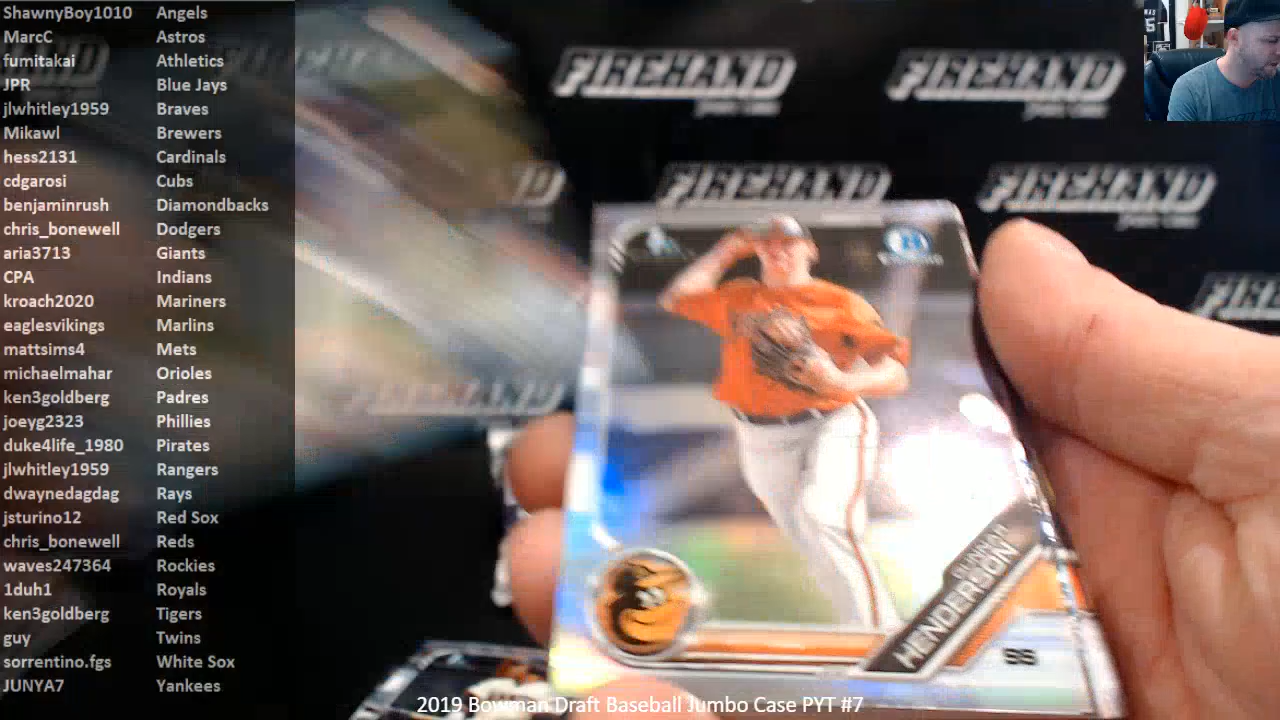 ShawnyBoy1010 Angels
MarcC Astros
fumitakai Athletics
JPR Blue Jays
jlwhitley1959 Braves
Mikawl Brewers
hess2131 Cardinals
cdgarosi Cubs
benjaminrush Diamondbacks
chris_bonewell Dodgers
aria3713 Giants
CPA Indians
kroach2020 Mariners
eaglesvikings Marlins
mattsims4 Mets
michaelmahar Orioles
ken3goldberg Padres
joeyg2323 Phillies
duke4life_1980 Pirates
jlwhitley1959 Rangers
dwaynedagdag Rays
jsturino12 Red Sox
chris_bonewell Reds
waves247364 Rockies
1duh1 Royals
ken3goldberg Tigers
guy Twins
sorrentino.fgs White Sox
JUNYA7 Yankees
FIREHAND FIREHAND
FIREHAND FIREHAND
FIREHAND
GUNNAR
HENDERSON
SS
2019 Bowman Draft Baseball Jumbo Case PYT #7